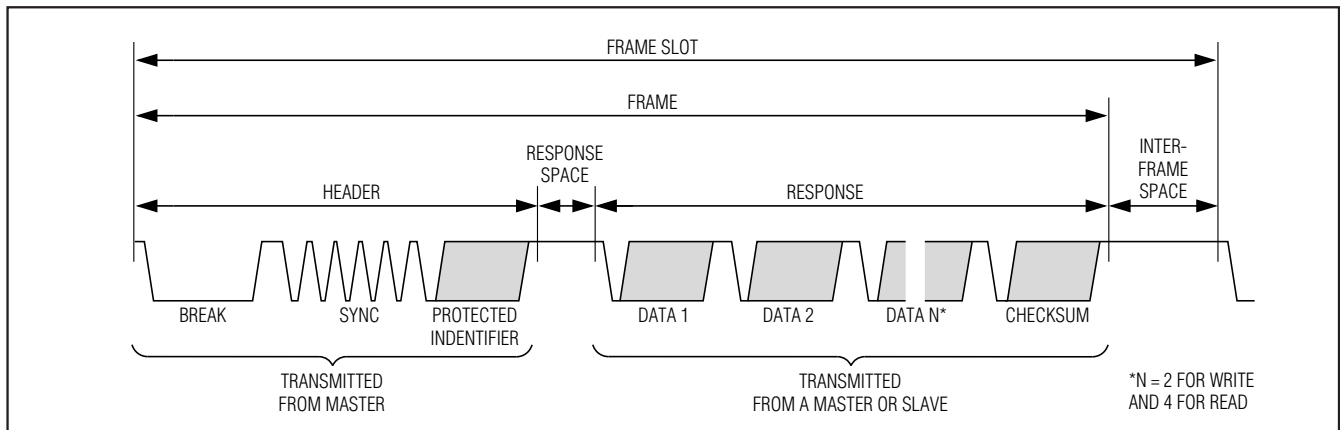 FRAME SLOT
FRAME
RESPONSE
SPACE
INTER-
FRAME
SPACE
HEADER
RESPONSE
BREAK
SYNC
PROTECTED
INDENTIFIER
DATA 1
DATA 2
DATA N*
CHECKSUM
TRANSMITTED
FROM MASTER
TRANSMITTED
FROM A MASTER OR SLAVE
*N = 2 FOR WRITE
AND 4 FOR READ